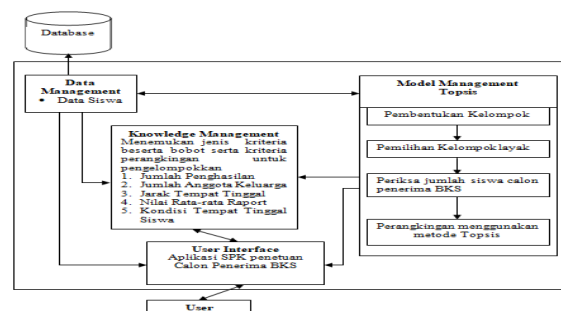 Database
Data
Management
• Data Siswa
Model Management
Topsis
Pembentukan Kelompok
Pemilihan Kelompok layak
Periksa jumlah siswa calon
penerima BKS
Perangkingan menggunakan
metode Topsis
Knowledge Management
Menemukan jenis kriteria
beserta bobot serta kriteria
perangkingan untuk
pengelompokkan
1. Jumlah Penghasilan
2. Jumlah Anggota Keluarga
3. Jarak Tempat Tinggal
4. Nilai Rata-rata Raport
5. Kondisi Tempat Tinggal
Siswa
User Interface
Aplikasi SPK penetuan
Calon Penerima BKS
User